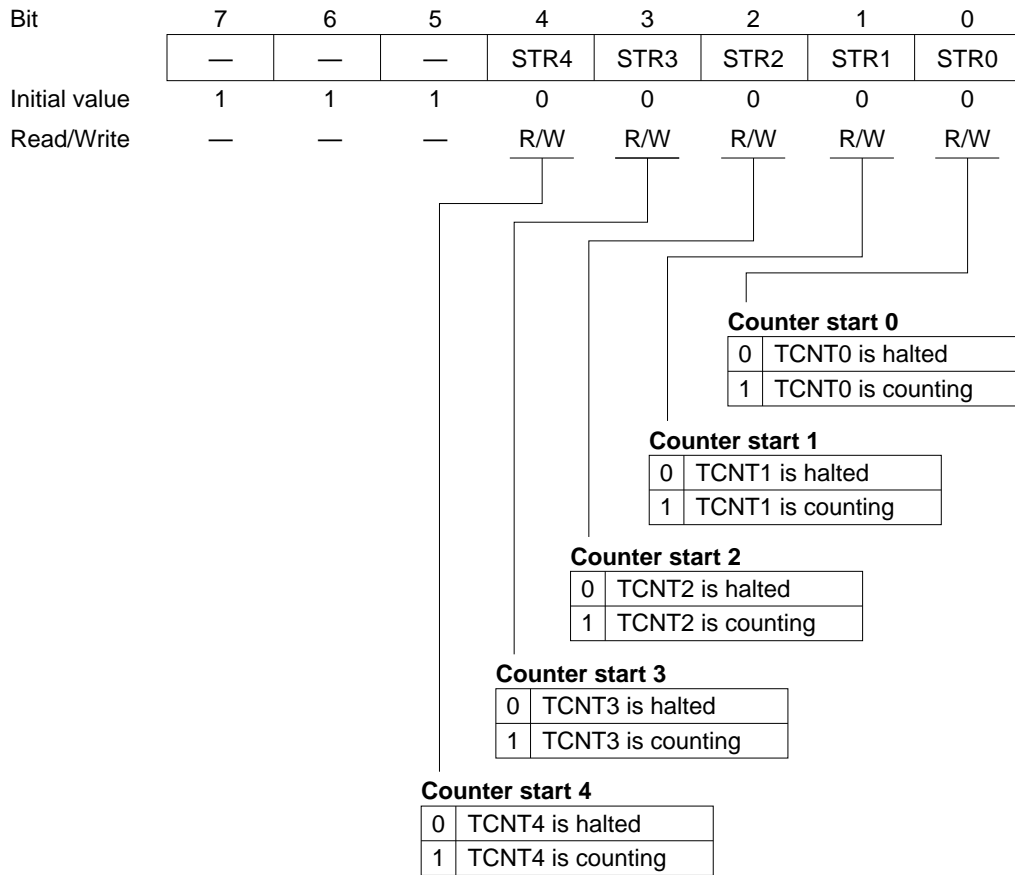 Bit 7 6 5 4 3 2 1 0
— — — STR4 STR3 STR2 STR1 STR0
Initial value 1 1 1 0 0 0 0 0
Read/Write — — — R/W R/W R/W R/W R/W
Counter start 0
0 TCNT0 is halted
1 TCNT0 is counting
Counter start 1
0 TCNT1 is halted
1 TCNT1 is counting
Counter start 2
0 TCNT2 is halted
1 TCNT2 is counting
Counter start 3
0 TCNT3 is halted
1 TCNT3 is counting
Counter start 4
0 TCNT4 is halted
1 TCNT4 is counting